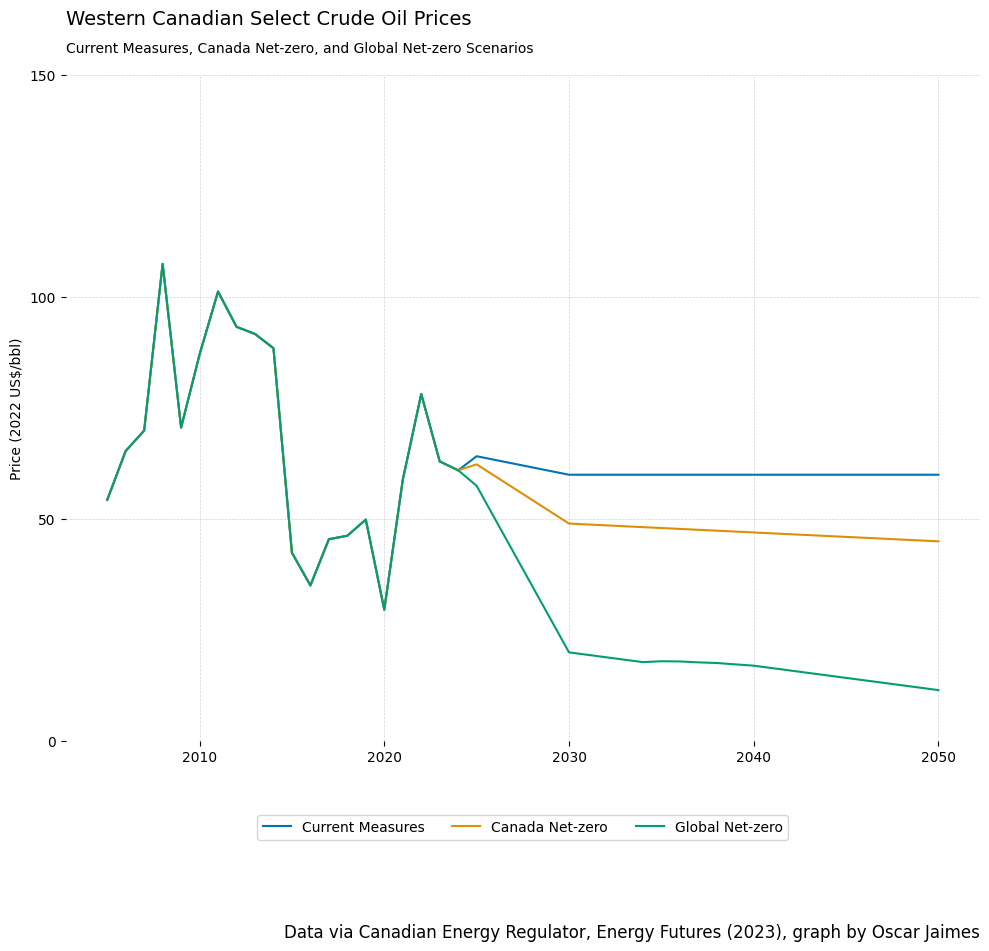 Western Canadian Select Crude Oil Prices
Current Measures, Canada Net-zero, and Global Net-zero Scenarios
Price (2022 US$/bbl)
150
100
50
0
2010 2020 2030 2040 2050
Current Measures Canada Net-zero Global Net-zero
Data via Canadian Energy Regulator, Energy Futures (2023), graph by Oscar Jaimes